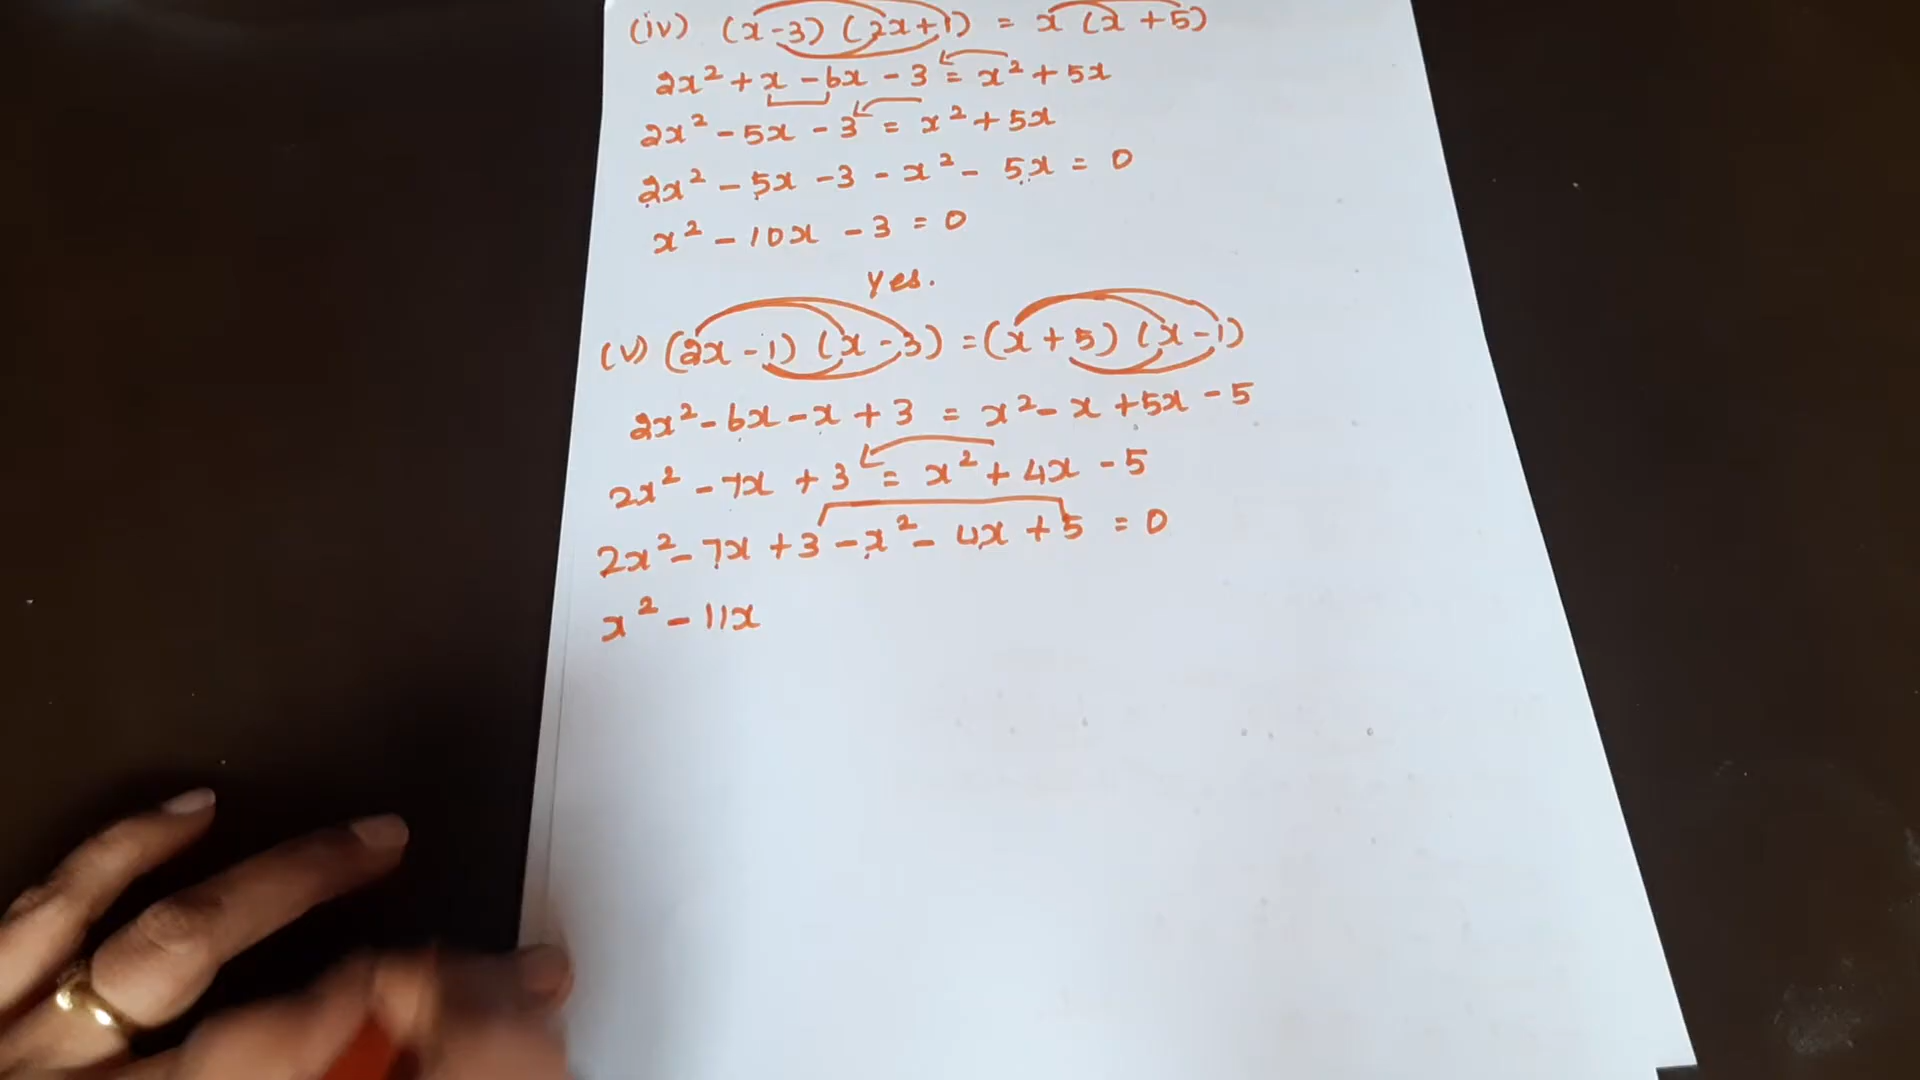 (iv) (x-3) (2x+1) = x (x+5)
2x² + x - 6x - 3 = x² + 5x
2x² - 5x - 3 = x² + 5x
2x² - 5x - 3 - x² - 5x = 0
x² - 10x - 3 = 0
yes.
(v) (2x-1) (x-3) = (x+5) (x-1)
2x² - 6x - x + 3 = x² - x + 5x - 5
2x² - 7x + 3 = x² + 4x - 5
2x² - 7x + 3 - x² - 4x + 5 = 0
x² - 11x